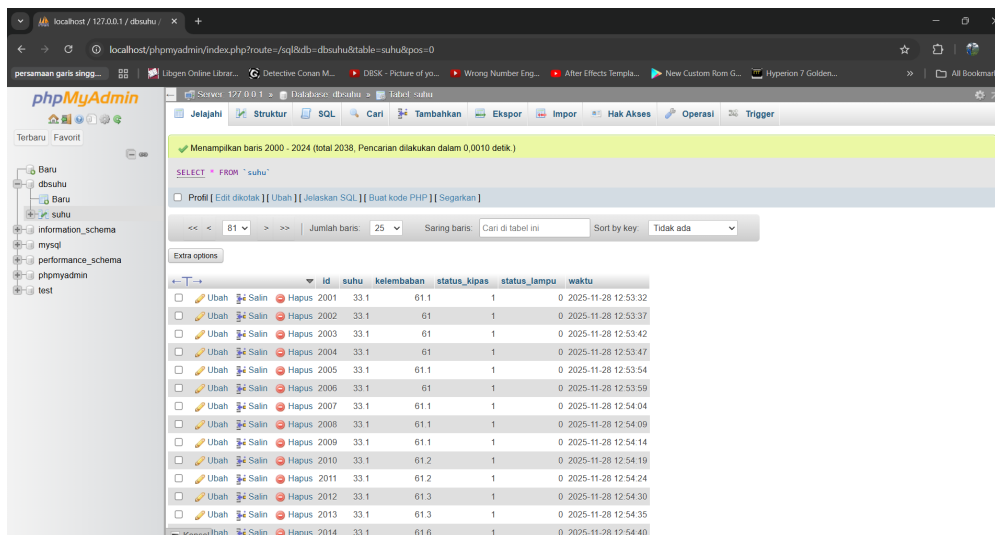 localhost / 127.0.0.1 / dbsuhu /
localhost/phpmyadmin/index.php?route=/sql&db=dbsuhu&table=suhu&pos=0
persamaan garis singg... Libgen Online Librar... Detective Conan M... DBSK - Picture of yo... Wrong Number Eng... After Effects Templa... New Custom Rom G... Hyperion 7 Golden... » All Bookmar
phpMyAdmin
Terbaru Favorit
Baru
dbsuhu
Baru
suhu
information_schema
mysql
performance_schema
phpmyadmin
test
Server: 127.0.0.1 » Database: dbsuhu » Tabel: suhu
Jelajahi Struktur SQL Cari Tambahkan Ekspor Impor Hak Akses Operasi Trigger
Menampilkan baris 2000 - 2024 (total 2038, Pencarian dilakukan dalam 0,0010 detik.)
SELECT * FROM `suhu`
Profil [ Edit dikotak ] [ Ubah ] [ Jelaskan SQL ] [ Buat kode PHP ] [ Segarkan ]
<< < 81 > >> Jumlah baris: 25 Saring baris: Cari di tabel ini Sort by key: Tidak ada
Extra options
←T→ id suhu kelembaban status_kipas status_lampu waktu
Ubah Salin Hapus 2001 33.1 61.1 1 0 2025-11-28 12:53:32
Ubah Salin Hapus 2002 33.1 61 1 0 2025-11-28 12:53:37
Ubah Salin Hapus 2003 33.1 61 1 0 2025-11-28 12:53:42
Ubah Salin Hapus 2004 33.1 61 1 0 2025-11-28 12:53:47
Ubah Salin Hapus 2005 33.1 61.1 1 0 2025-11-28 12:53:54
Ubah Salin Hapus 2006 33.1 61 1 0 2025-11-28 12:53:59
Ubah Salin Hapus 2007 33.1 61.1 1 0 2025-11-28 12:54:04
Ubah Salin Hapus 2008 33.1 61.1 1 0 2025-11-28 12:54:09
Ubah Salin Hapus 2009 33.1 61.1 1 0 2025-11-28 12:54:14
Ubah Salin Hapus 2010 33.1 61.2 1 0 2025-11-28 12:54:19
Ubah Salin Hapus 2011 33.1 61.2 1 0 2025-11-28 12:54:24
Ubah Salin Hapus 2012 33.1 61.3 1 0 2025-11-28 12:54:30
Ubah Salin Hapus 2013 33.1 61.3 1 0 2025-11-28 12:54:35
Konsol Ubah Salin Hapus 2014 33.1 61.6 1 0 2025-11-28 12:54:40